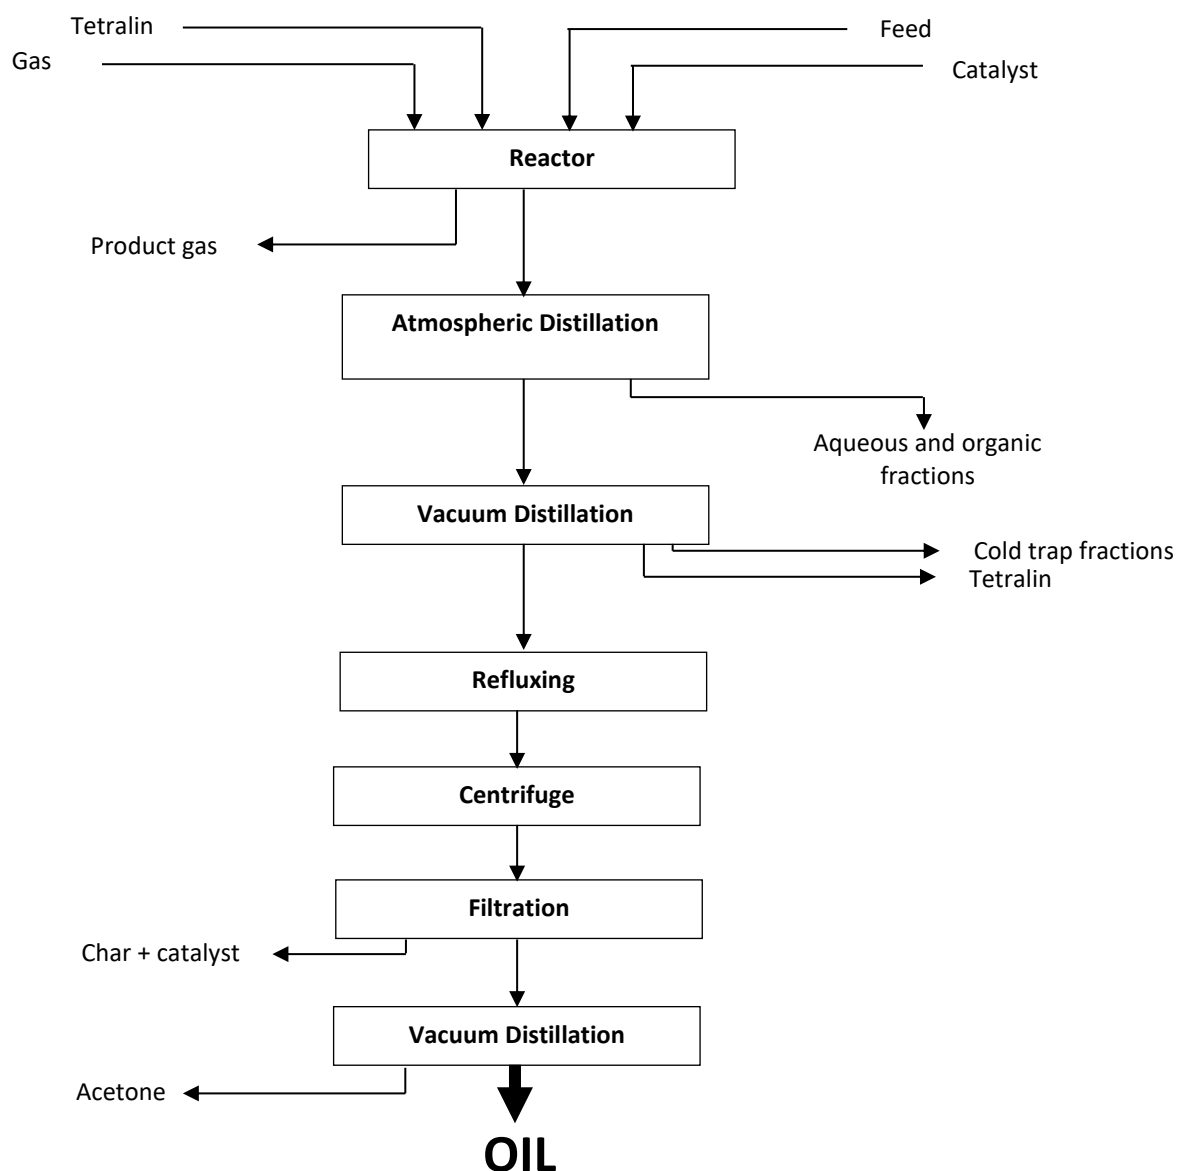 Tetralin
Feed
Gas
Catalyst
Reactor
Product gas
Atmospheric Distillation
Aqueous and organic
fractions
Vacuum Distillation
Cold trap fractions
Tetralin
Refluxing
Centrifuge
Filtration
Char + catalyst
Vacuum Distillation
Acetone
OIL